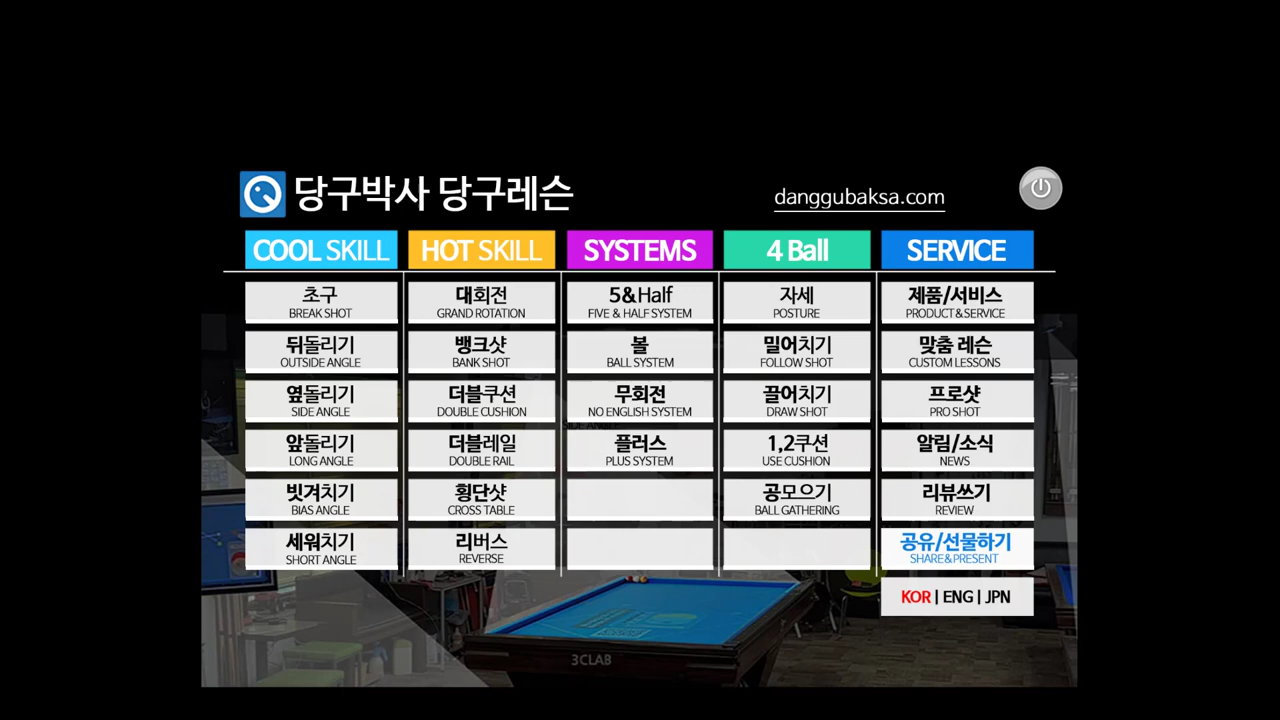 당구박사 당구레슨
danggubaksa.com
COOL SKILL
HOT SKILL
SYSTEMS
4 Ball
SERVICE
초구
BREAK SHOT
대회전
GRAND ROTATION
5&Half
FIVE & HALF SYSTEM
자세
POSTURE
제품/서비스
PRODUCT & SERVICE
뒤돌리기
OUTSIDE ANGLE
뱅크샷
BANK SHOT
볼
BALL SYSTEM
밀어치기
FOLLOW SHOT
맞춤 레슨
CUSTOM LESSONS
옆돌리기
SIDE ANGLE
더블쿠션
DOUBLE CUSHION
무회전
NO ENGLISH SYSTEM
끌어치기
DRAW SHOT
프로샷
PRO SHOT
앞돌리기
LONG ANGLE
더블레일
DOUBLE RAIL
플러스
PLUS SYSTEM
1,2쿠션
USE CUSHION
알림/소식
NEWS
빗겨치기
BIAS ANGLE
횡단샷
CROSS TABLE
공모으기
BALL GATHERING
리뷰쓰기
REVIEW
세워치기
SHORT ANGLE
리버스
REVERSE
공유/선물하기
SHARE & PRESENT
KOR | ENG | JPN
3CLAB